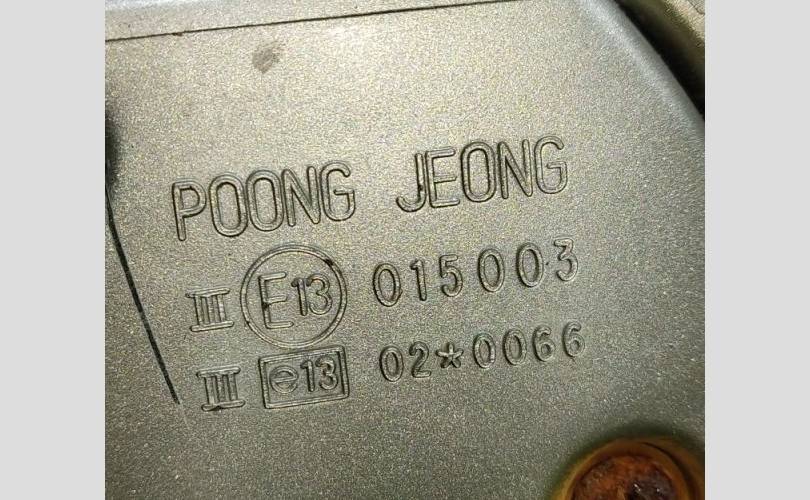 POONG JEONG
III E13 015003
III e13 02*0066